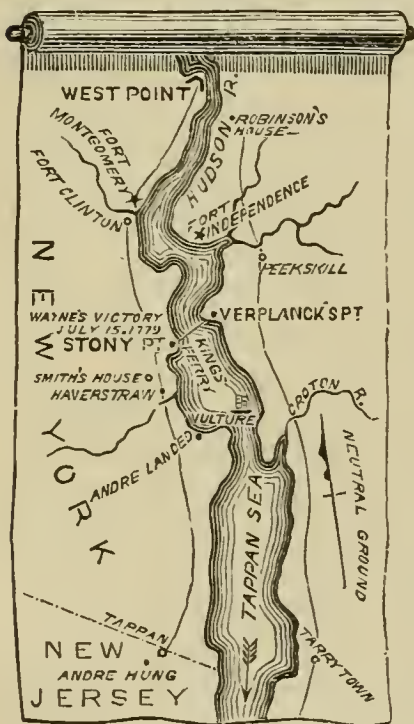 WEST POINT
HUDSON R.
ROBINSON'S
HOUSE
FORT
MONTGOMERY
FORT CLINTON
FORT
INDEPENDENCE
PEEKSKILL
NEW YORK
WAYNE'S VICTORY
JULY 15. 1779
VERPLANCK'S PT
STONY PT.
KING'S
FERRY
SMITH'S HOUSE
HAVERSTRAW
VULTURE
CROTON R.
ANDRE LANDED
NEUTRAL GROUND
TAPPAN SEA
TAPPAN
TARRYTOWN
NEW
ANDRE HUNG
JERSEY